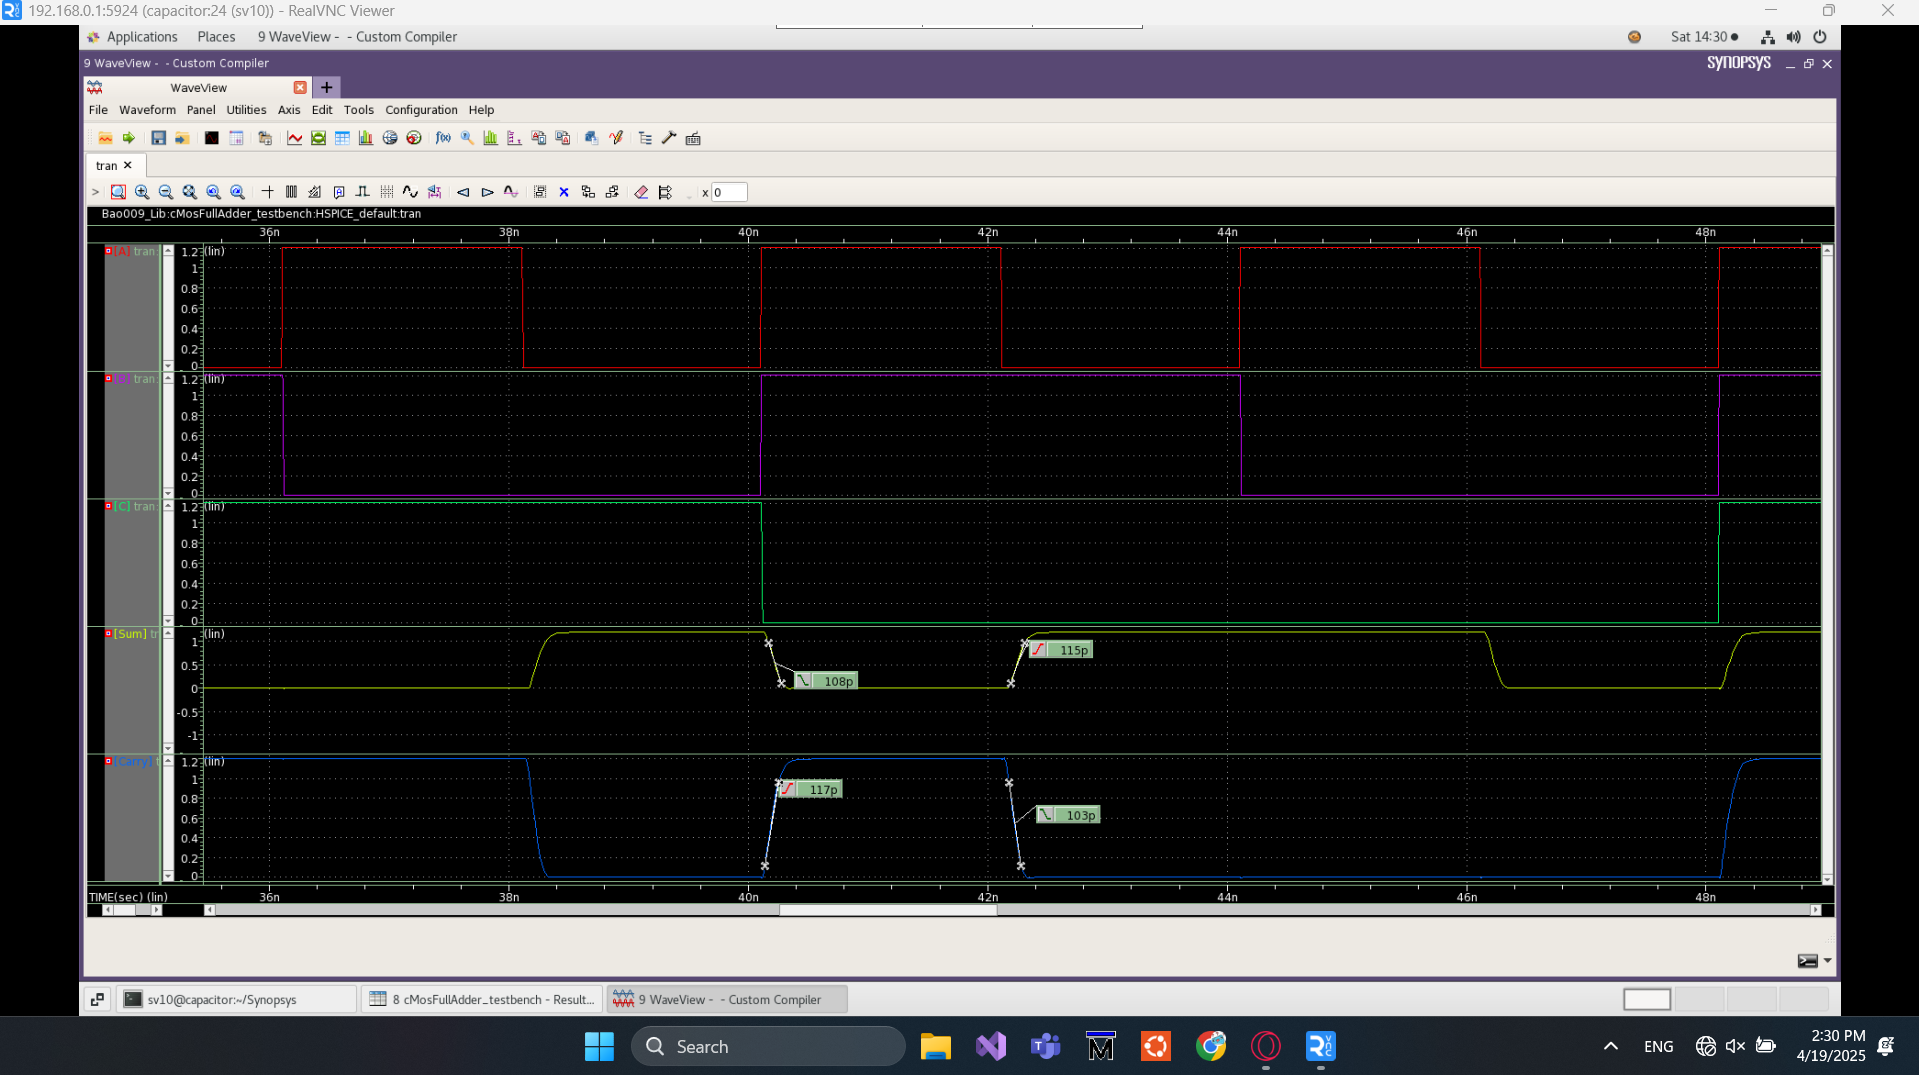 192.168.0.1:5924 (capacitor:24 (sv10)) - RealVNC Viewer
Applications Places 9 WaveView - - Custom Compiler Sat 14:30
9 WaveView - - Custom Compiler SYNOPSYS
WaveView
File Waveform Panel Utilities Axis Edit Tools Configuration Help
tran
x 0
Bao009_Lib:cMosFullAdder_testbench:HSPICE_default:tran
36n 38n 40n 42n 44n 46n 48n
[A] tran: 1.2 (lin)
1
0.8
0.6
0.4
0.2
0
[B] tran: 1.2 (lin)
1
0.8
0.6
0.4
0.2
0
[C] tran: 1.2 (lin)
1
0.8
0.6
0.4
0.2
0
[Sum] tr (lin)
1
115p
0.5
108p
0
-0.5
-1
[Carry] t 1.2 (lin)
1
117p
0.8
103p
0.6
0.4
0.2
0
TIME(sec) (lin) 36n 38n 40n 42n 44n 46n 48n
sv10@capacitor:~/Synopsys 8 cMosFullAdder_testbench - Result... 9 WaveView - - Custom Compiler
Search ENG 2:30 PM
4/19/2025